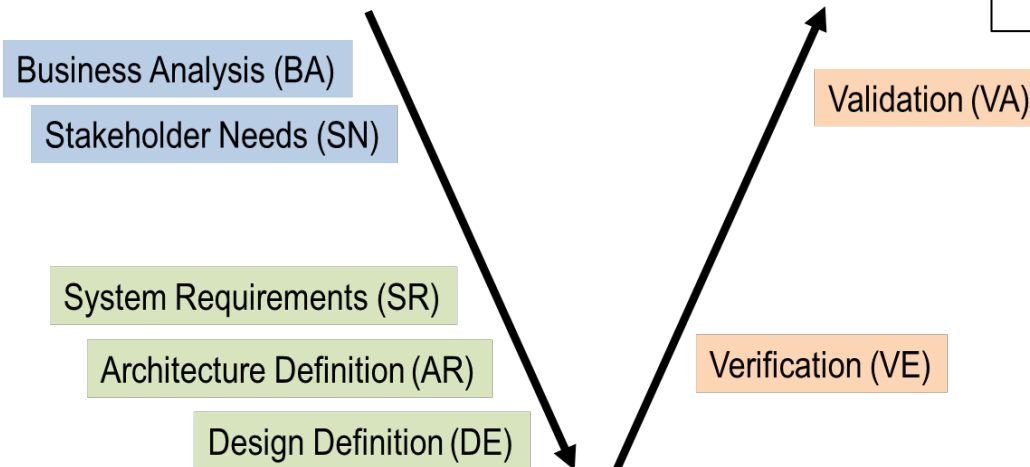 Business Analysis (BA)
Stakeholder Needs (SN)
Validation (VA)
System Requirements (SR)
Architecture Definition (AR)
Verification (VE)
Design Definition (DE)